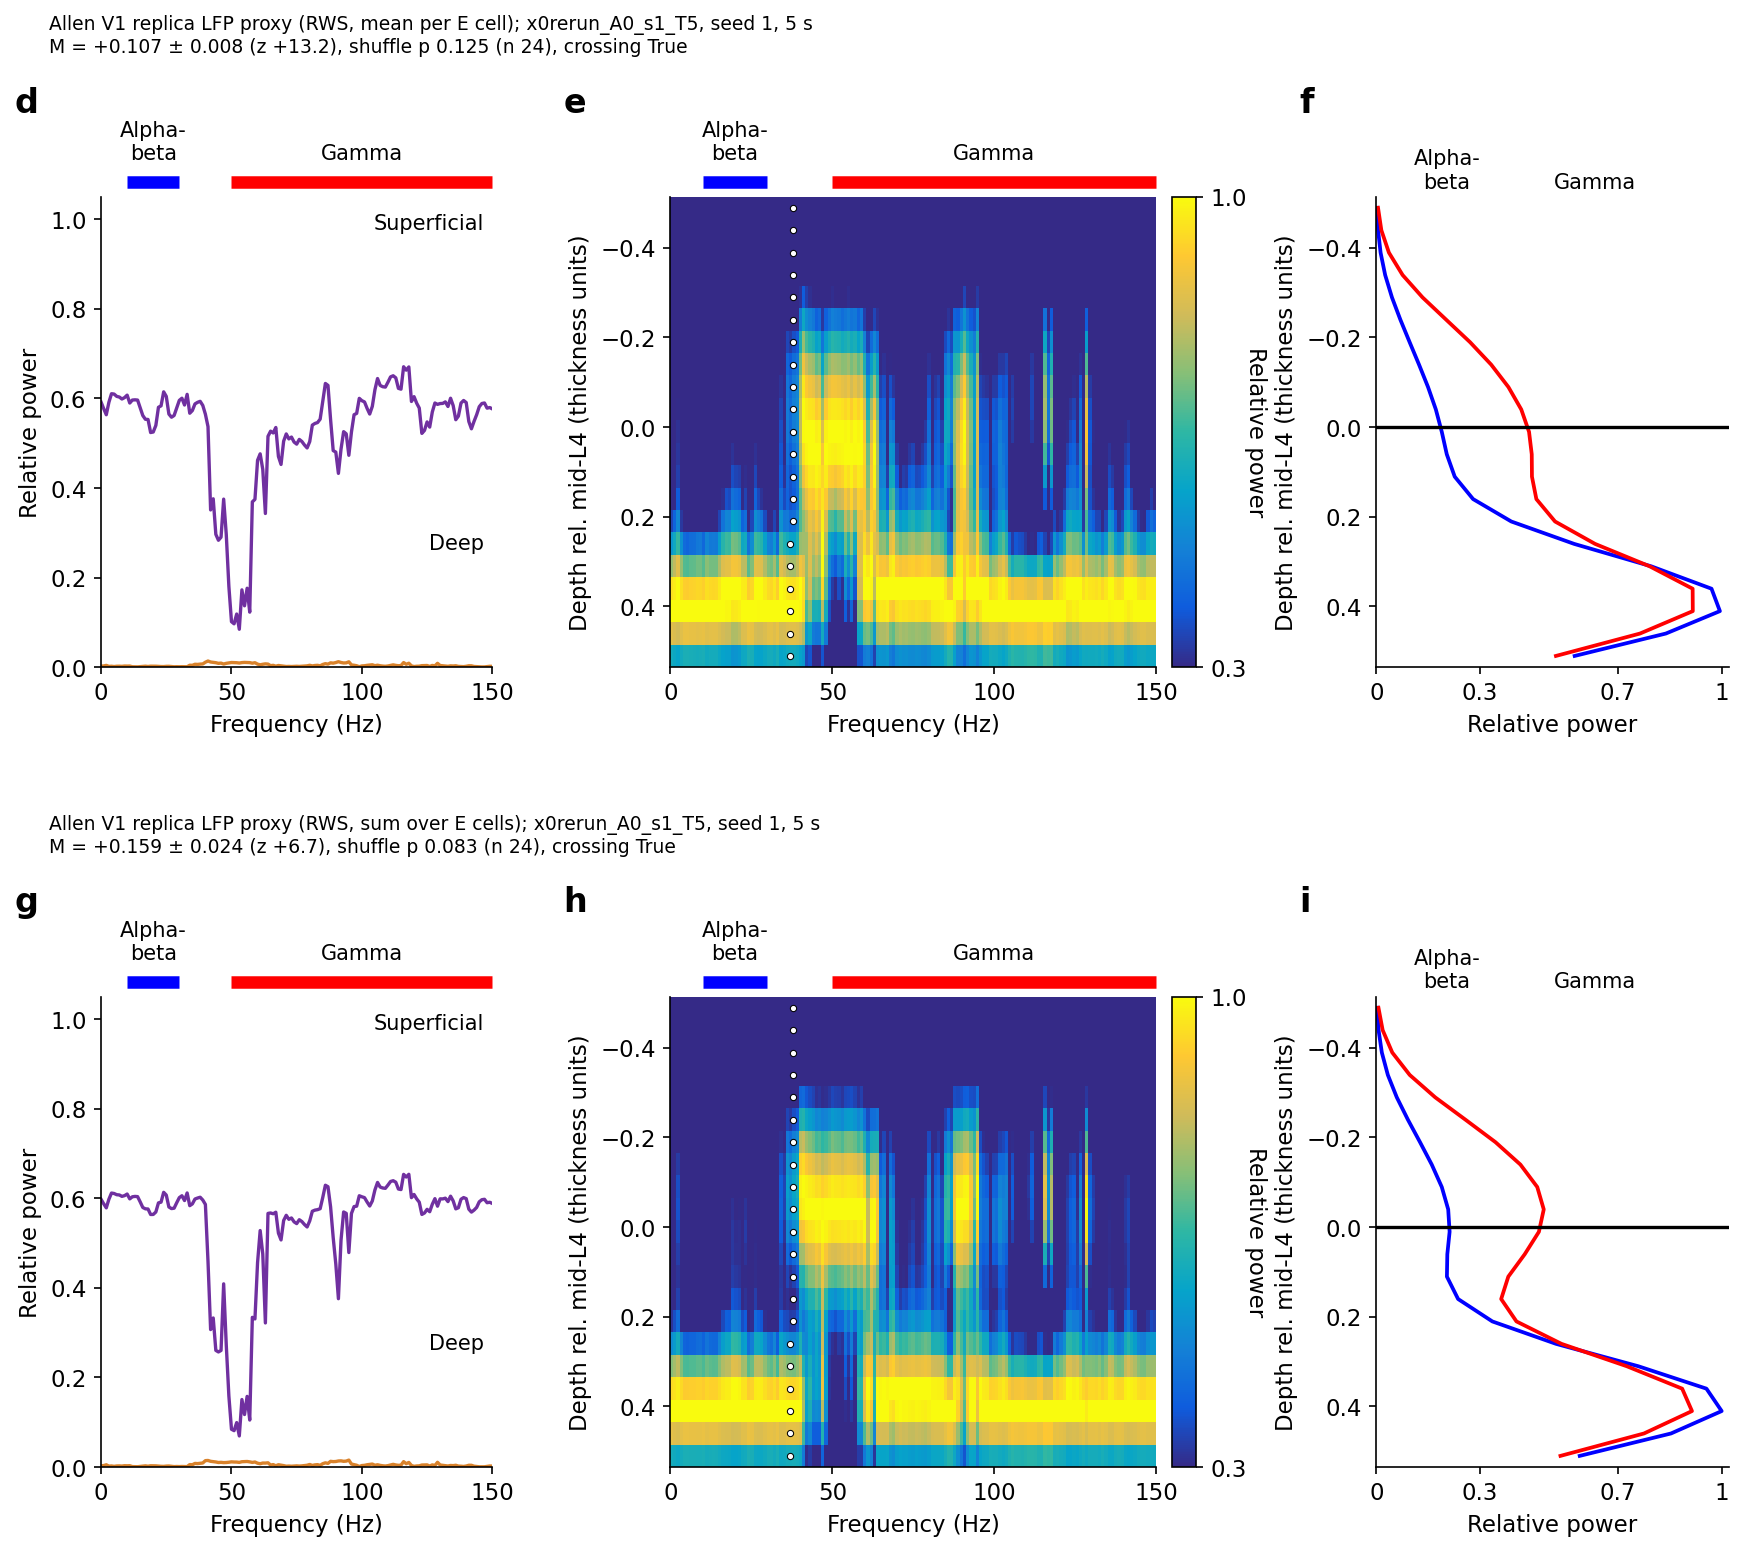 Allen V1 replica LFP proxy (RWS, mean per E cell); x0rerun_A0_s1_T5, seed 1, 5 s
M = +0.107 ± 0.008 (z +13.2), shuffle p 0.125 (n 24), crossing True
d
Alpha-
beta
Gamma
Superficial
Deep
Relative power
1.0
0.8
0.6
0.4
0.2
0.0
0 50 100 150
Frequency (Hz)
e
Alpha-
beta
Gamma
Depth rel. mid-L4 (thickness units)
−0.4
−0.2
0.0
0.2
0.4
0 50 100 150
Frequency (Hz)
1.0
0.3
Relative power
f
Alpha-
beta
Gamma
Depth rel. mid-L4 (thickness units)
−0.4
−0.2
0.0
0.2
0.4
0 0.3 0.7 1
Relative power
Allen V1 replica LFP proxy (RWS, sum over E cells); x0rerun_A0_s1_T5, seed 1, 5 s
M = +0.159 ± 0.024 (z +6.7), shuffle p 0.083 (n 24), crossing True
g
Alpha-
beta
Gamma
Superficial
Deep
Relative power
1.0
0.8
0.6
0.4
0.2
0.0
0 50 100 150
Frequency (Hz)
h
Alpha-
beta
Gamma
Depth rel. mid-L4 (thickness units)
−0.4
−0.2
0.0
0.2
0.4
0 50 100 150
Frequency (Hz)
1.0
0.3
Relative power
i
Alpha-
beta
Gamma
Depth rel. mid-L4 (thickness units)
−0.4
−0.2
0.0
0.2
0.4
0 0.3 0.7 1
Relative power